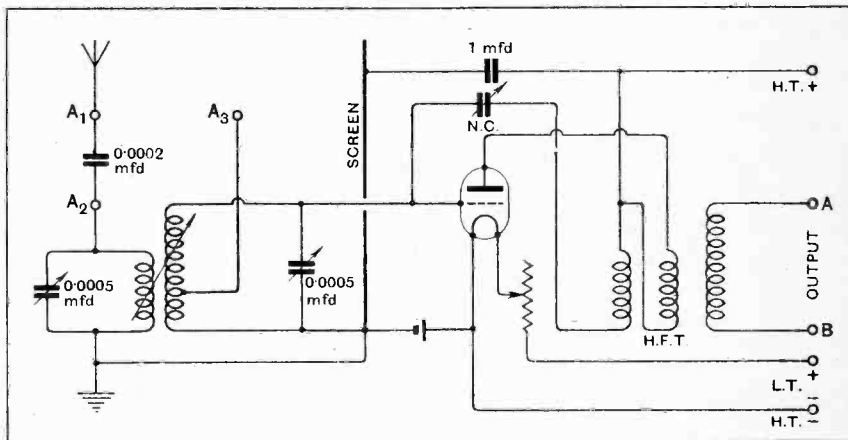 1 mfd
H.T. +
A₁
A₃
SCREEN
N.C.
0·0002
mfd
A₂
A
0·0005
mfd
0·0005
mfd
OUTPUT
B
H.F.T.
+
L.T.
−
H.T. −